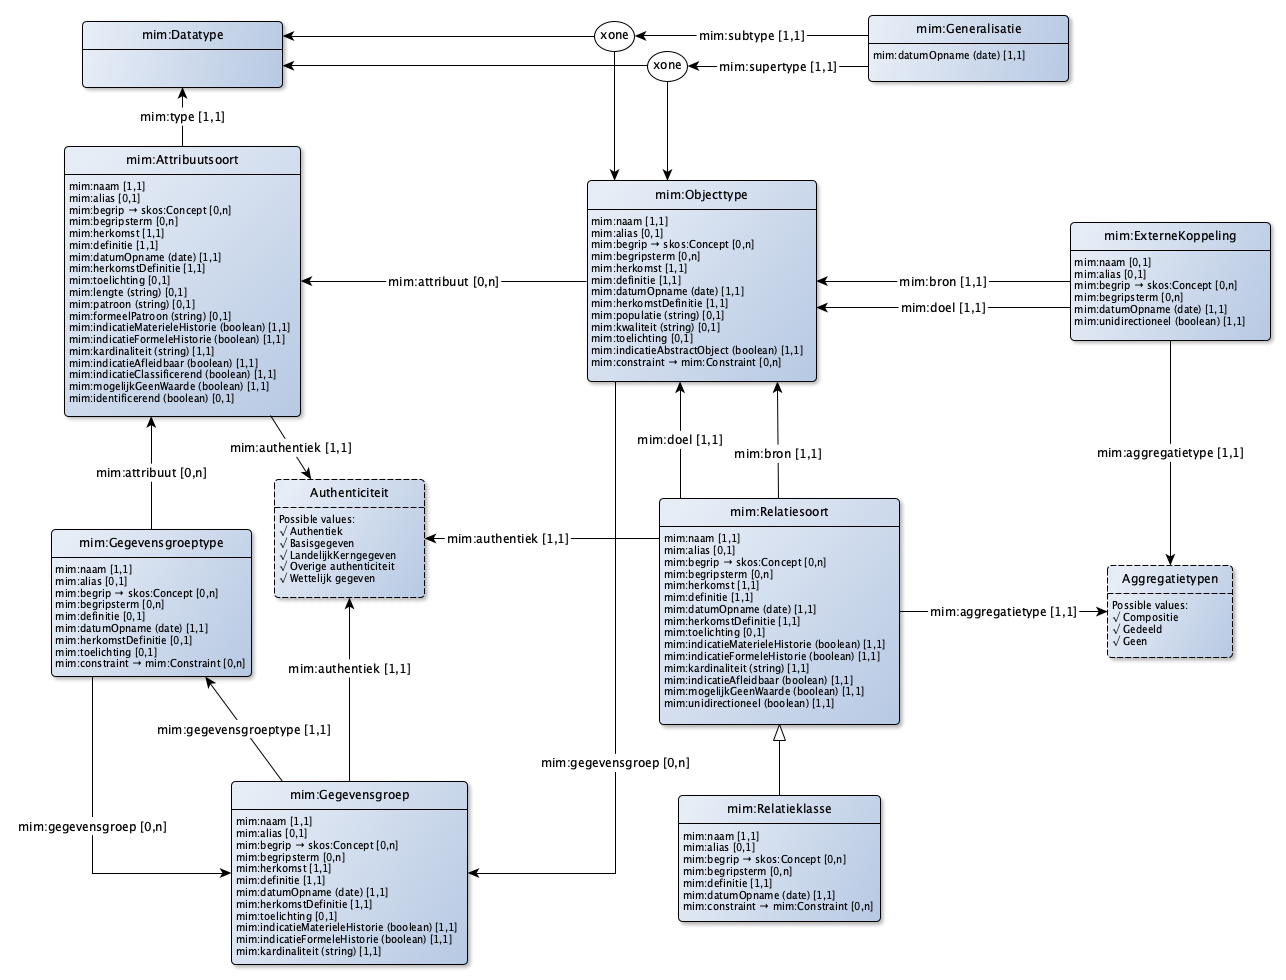 mim:Datatype
xone
mim:subtype [1,1]
xone
mim:supertype [1,1]
mim:Generalisatie
mim:datumOpname (date) [1,1]
mim:type [1,1]
mim:Attribuutsoort
mim:naam [1,1]
mim:alias [0,1]
mim:begrip → skos:Concept [0,n]
mim:begripsterm [0,n]
mim:herkomst [1,1]
mim:definitie [1,1]
mim:datumOpname (date) [1,1]
mim:herkomstDefinitie [1,1]
mim:toelichting [0,1]
mim:lengte (string) [0,1]
mim:patroon (string) [0,1]
mim:formeelPatroon (string) [0,1]
mim:indicatieMaterieleHistorie (boolean) [1,1]
mim:indicatieFormeleHistorie (boolean) [1,1]
mim:kardinaliteit (string) [1,1]
mim:indicatieAfleidbaar (boolean) [1,1]
mim:indicatieClassificerend (boolean) [1,1]
mim:mogelijkGeenWaarde (boolean) [1,1]
mim:identificerend (boolean) [0,1]
mim:attribuut [0,n]
mim:Objecttype
mim:naam [1,1]
mim:alias [0,1]
mim:begrip → skos:Concept [0,n]
mim:begripsterm [0,n]
mim:herkomst [1,1]
mim:definitie [1,1]
mim:datumOpname (date) [1,1]
mim:herkomstDefinitie [1,1]
mim:populatie (string) [0,1]
mim:kwaliteit (string) [0,1]
mim:toelichting [0,1]
mim:indicatieAbstractObject (boolean) [1,1]
mim:constraint → mim:Constraint [0,n]
mim:bron [1,1]
mim:doel [1,1]
mim:ExterneKoppeling
mim:naam [0,1]
mim:alias [0,1]
mim:begrip → skos:Concept [0,n]
mim:begripsterm [0,n]
mim:datumOpname (date) [1,1]
mim:unidirectioneel (boolean) [1,1]
mim:authentiek [1,1]
mim:attribuut [0,n]
mim:doel [1,1]
mim:bron [1,1]
mim:aggregatietype [1,1]
Authenticiteit
Possible values:
√ Authentiek
√ Basisgegeven
√ LandelijkKerngegeven
√ Overige authenticiteit
√ Wettelijk gegeven
mim:authentiek [1,1]
mim:Gegevensgroeptype
mim:naam [1,1]
mim:alias [0,1]
mim:begrip → skos:Concept [0,n]
mim:begripsterm [0,n]
mim:definitie [0,1]
mim:datumOpname (date) [1,1]
mim:herkomstDefinitie [0,1]
mim:toelichting [0,1]
mim:constraint → mim:Constraint [0,n]
mim:Relatiesoort
mim:naam [1,1]
mim:alias [0,1]
mim:begrip → skos:Concept [0,n]
mim:begripsterm [0,n]
mim:herkomst [1,1]
mim:definitie [1,1]
mim:datumOpname (date) [1,1]
mim:herkomstDefinitie [1,1]
mim:toelichting [0,1]
mim:indicatieMaterieleHistorie (boolean) [1,1]
mim:indicatieFormeleHistorie (boolean) [1,1]
mim:kardinaliteit (string) [1,1]
mim:indicatieAfleidbaar (boolean) [1,1]
mim:mogelijkGeenWaarde (boolean) [1,1]
mim:unidirectioneel (boolean) [1,1]
mim:aggregatietype [1,1]
Aggregatietypen
Possible values:
√ Compositie
√ Gedeeld
√ Geen
mim:authentiek [1,1]
mim:gegevensgroeptype [1,1]
mim:gegevensgroep [0,n]
mim:gegevensgroep [0,n]
mim:Gegevensgroep
mim:naam [1,1]
mim:alias [0,1]
mim:begrip → skos:Concept [0,n]
mim:begripsterm [0,n]
mim:herkomst [1,1]
mim:definitie [1,1]
mim:datumOpname (date) [1,1]
mim:herkomstDefinitie [1,1]
mim:toelichting [0,1]
mim:indicatieMaterieleHistorie (boolean) [1,1]
mim:indicatieFormeleHistorie (boolean) [1,1]
mim:kardinaliteit (string) [1,1]
mim:Relatieklasse
mim:naam [1,1]
mim:alias [0,1]
mim:begrip → skos:Concept [0,n]
mim:begripsterm [0,n]
mim:definitie [1,1]
mim:datumOpname (date) [1,1]
mim:constraint → mim:Constraint [0,n]